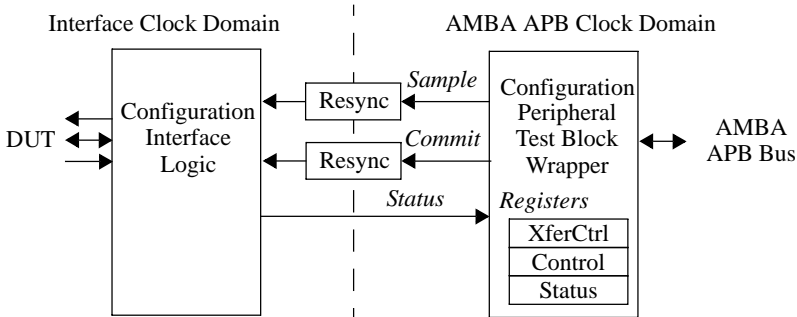 Interface Clock Domain
AMBA APB Clock Domain
DUT
Configuration
Interface
Logic
Resync
Sample
Resync
Commit
Status
Configuration
Peripheral
Test Block
Wrapper
Registers
XferCtrl
Control
Status
AMBA
APB Bus